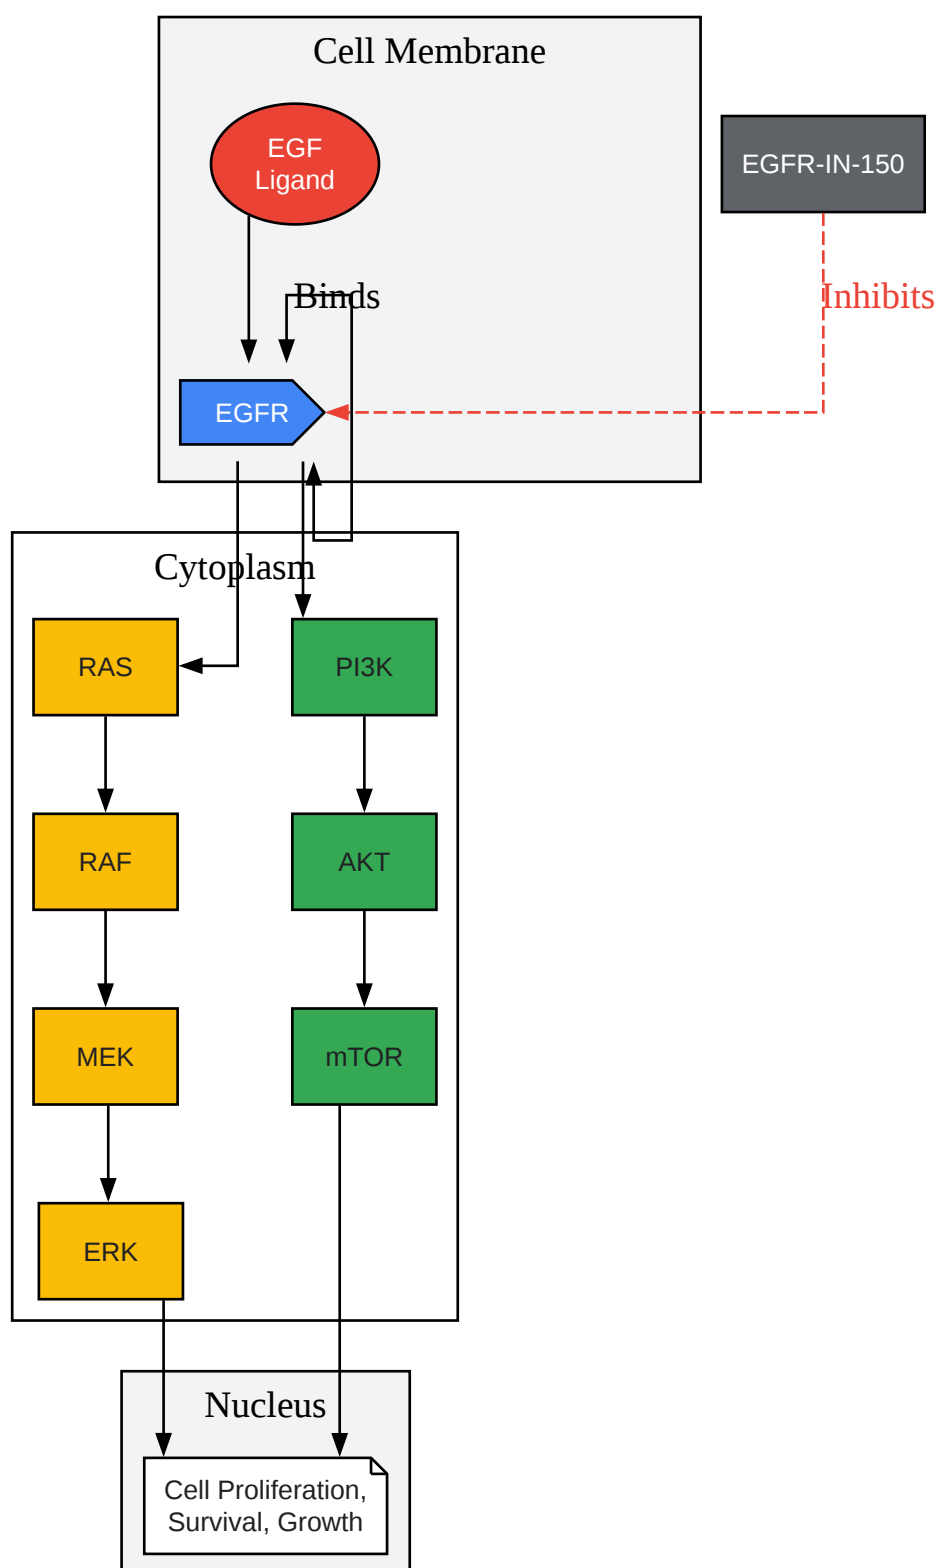 Cell Membrane
EGF
Ligand
EGFR-IN-150
Binds
Inhibits
EGFR
Cytoplasm
RAS
PI3K
RAF
AKT
MEK
mTOR
ERK
Nucleus
Cell Proliferation,
Survival, Growth